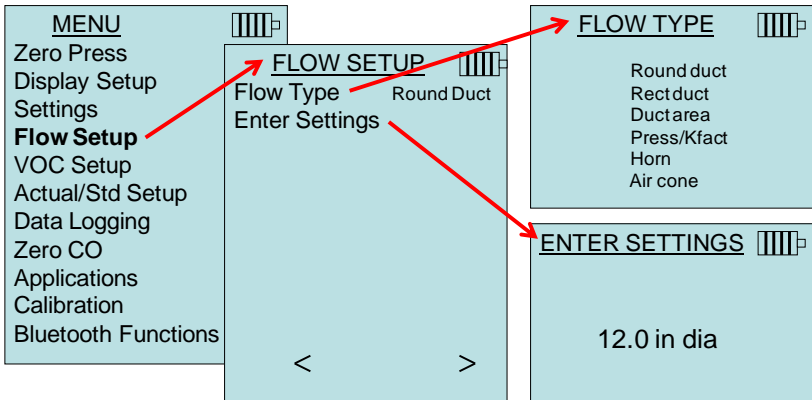 MENU
Zero Press
Display Setup
Settings
Flow Setup
VOC Setup
Actual/Std Setup
Data Logging
Zero CO
Applications
Calibration
Bluetooth Functions
FLOW SETUP
Flow Type Round Duct
Enter Settings
< >
FLOW TYPE
Round duct
Rect duct
Duct area
Press/Kfact
Horn
Air cone
ENTER SETTINGS
12.0 in dia